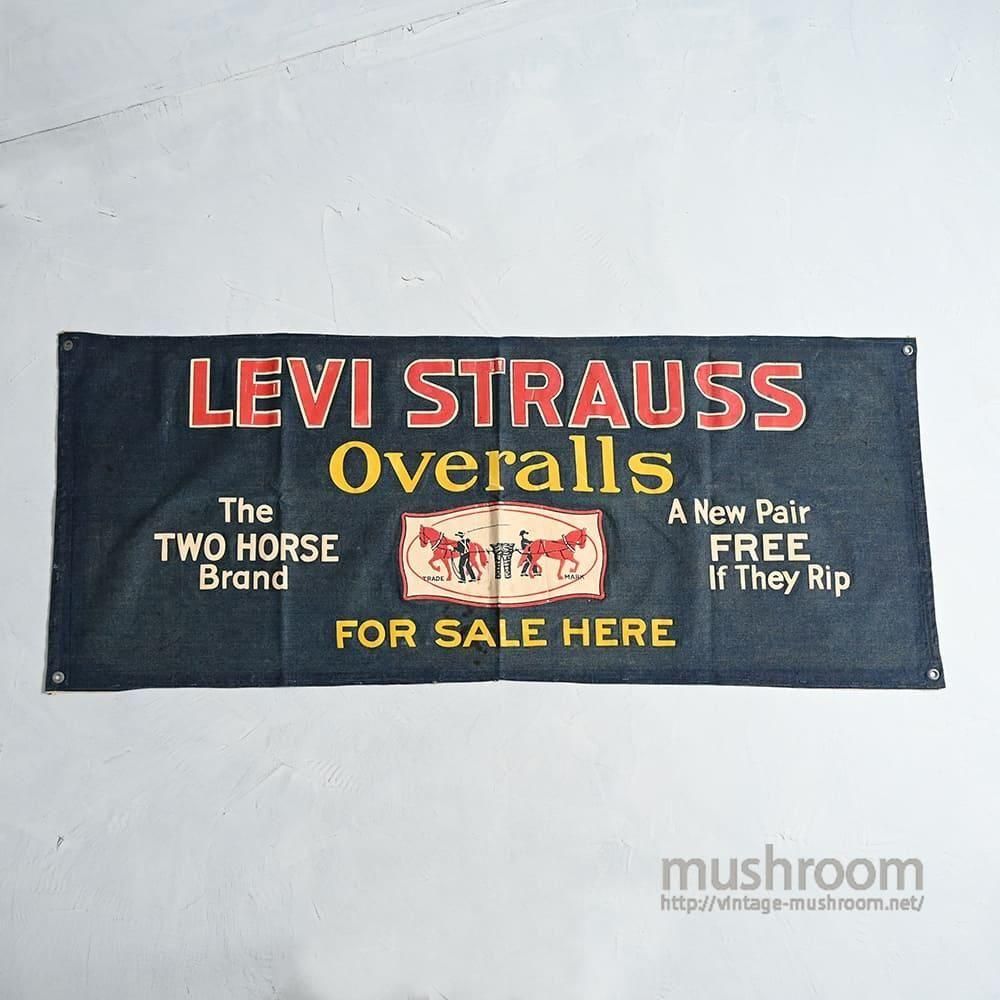 LEVI STRAUSS
Overalls
The
TWO HORSE
Brand
TRADE MARK
A New Pair
FREE
If They Rip
FOR SALE HERE
mushroom
http://vintage-mushroom.net/